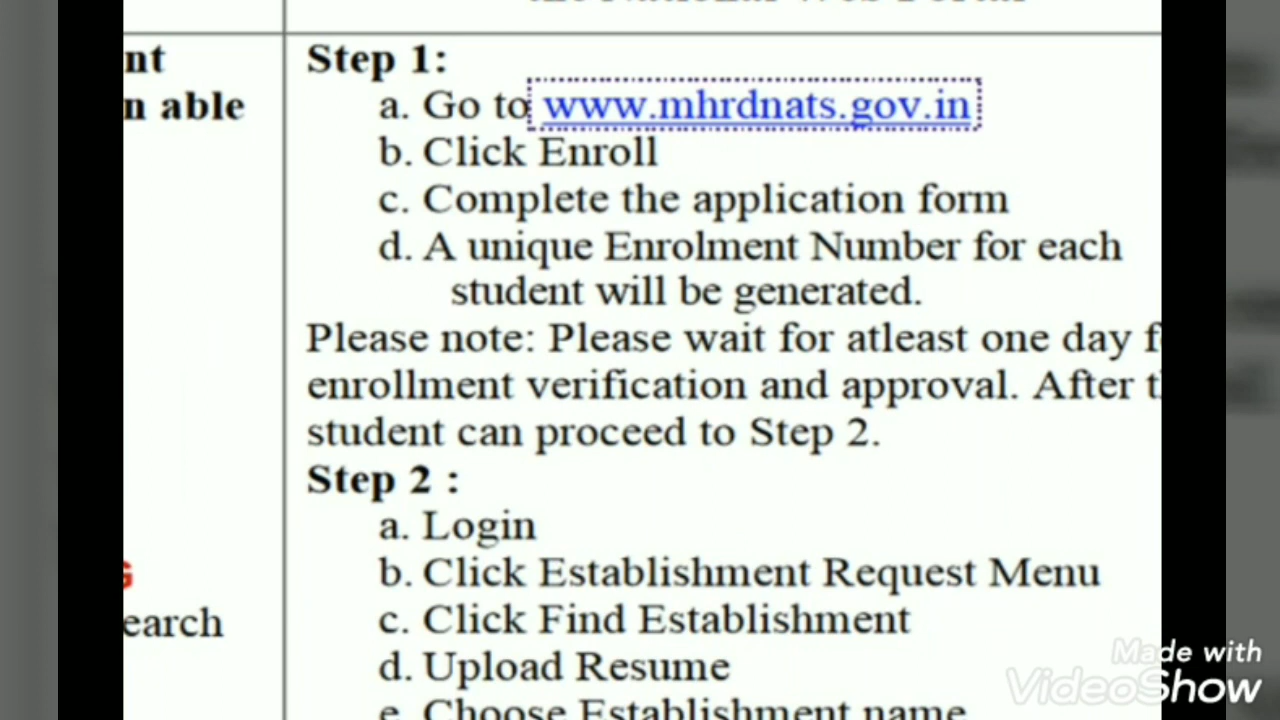 nt
n able
earch
Step 1:
a. Go to www.mhrdnats.gov.in
b. Click Enroll
c. Complete the application form
d. A unique Enrolment Number for each
student will be generated.
Please note: Please wait for atleast one day f
enrollment verification and approval. After t
student can proceed to Step 2.
Step 2 :
a. Login
b. Click Establishment Request Menu
c. Click Find Establishment
d. Upload Resume
e. Choose Establishment name
Made with
VideoShow